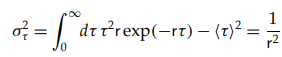 σ_τ^2 = ∫_0^∞ dτ τ^2 r exp(−rτ) − ⟨τ⟩^2 = 1/r^2